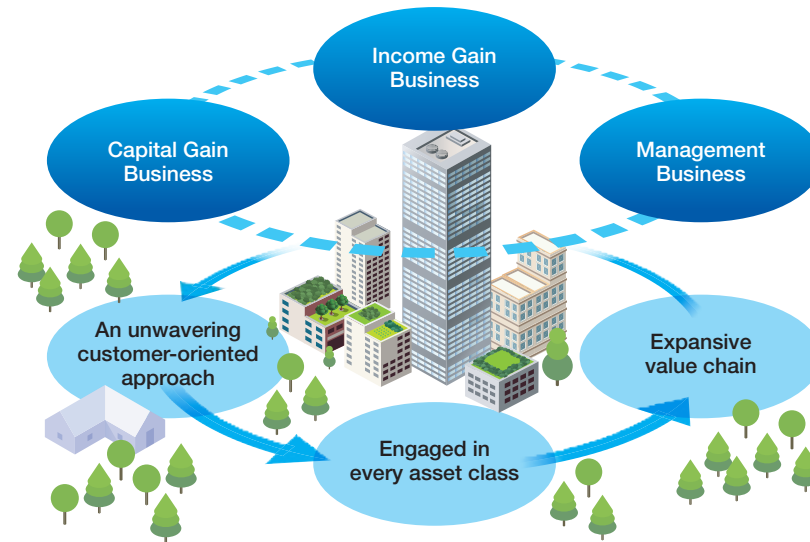 Income Gain
Business
Capital Gain
Business
Management
Business
An unwavering
customer-oriented
approach
Expansive
value chain
Engaged in
every asset class